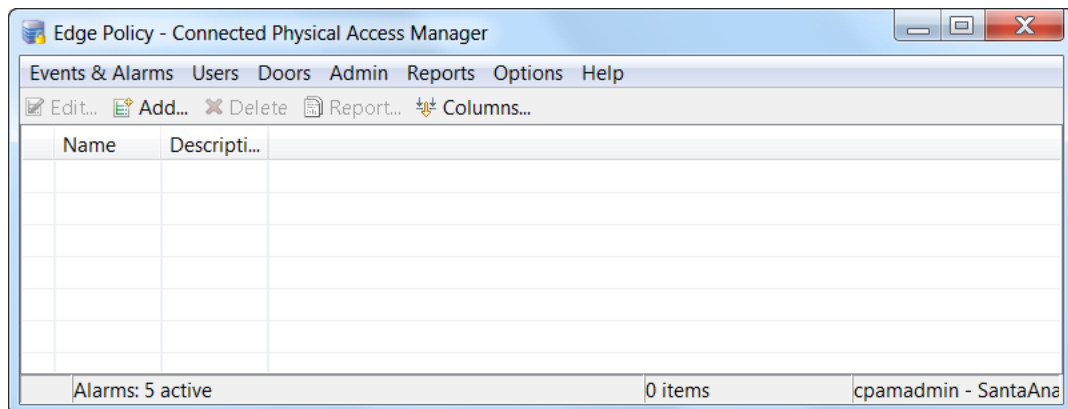 Edge Policy - Connected Physical Access Manager
Events & Alarms Users Doors Admin Reports Options Help
Edit... Add... Delete Report... Columns...
Name Descripti...
Alarms: 5 active 0 items cpamadmin - SantaAna